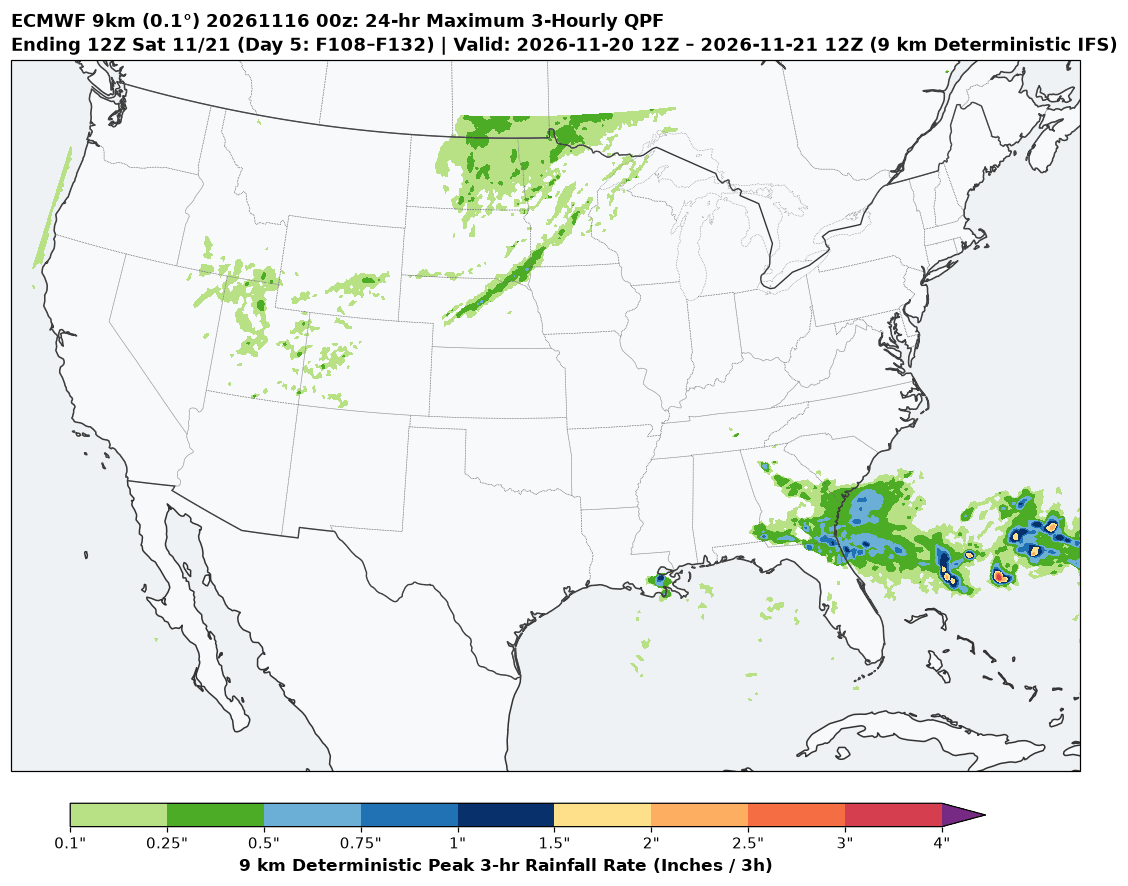 ECMWF 9km (0.1°) 20261116 00z: 24-hr Maximum 3-Hourly QPF
Ending 12Z Sat 11/21 (Day 5: F108–F132) | Valid: 2026-11-20 12Z – 2026-11-21 12Z (9 km Deterministic IFS)
0.1" 0.25" 0.5" 0.75" 1" 1.5" 2" 2.5" 3" 4"
9 km Deterministic Peak 3-hr Rainfall Rate (Inches / 3h)